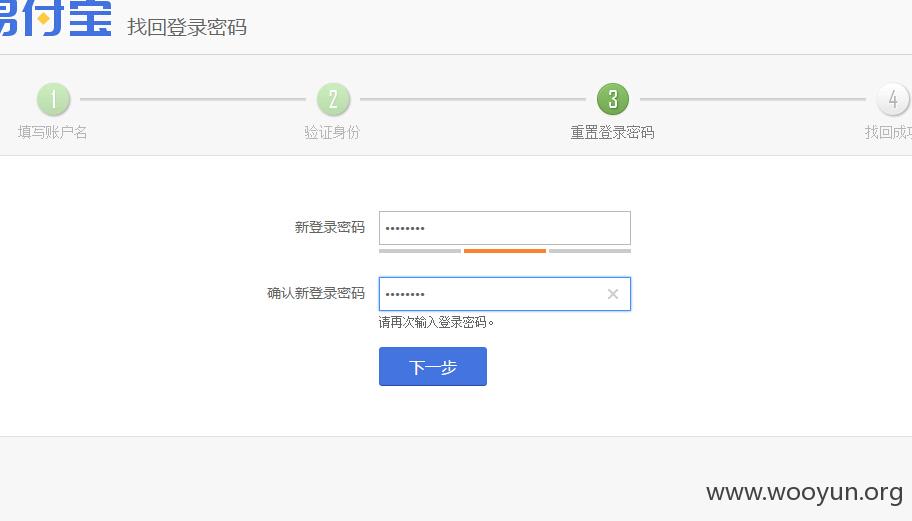 易付宝 找回登录密码
1 2 3 4
填写账户名 验证身份 重置登录密码 找回成功
新登录密码 ••••••••
确认新登录密码 •••••••• ×
请再次输入登录密码。
下一步
www.wooyun.org